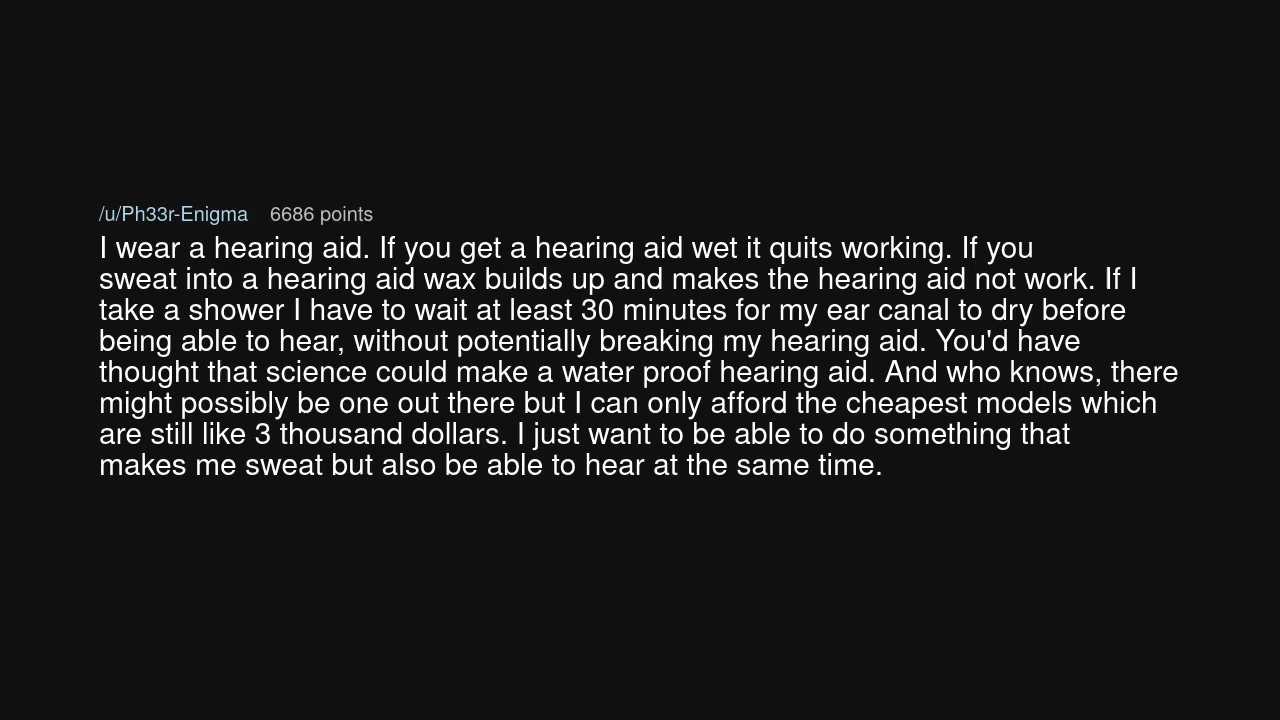 /u/Ph33r-Enigma 6686 points
I wear a hearing aid. If you get a hearing aid wet it quits working. If you
sweat into a hearing aid wax builds up and makes the hearing aid not work. If I
take a shower I have to wait at least 30 minutes for my ear canal to dry before
being able to hear, without potentially breaking my hearing aid. You'd have
thought that science could make a water proof hearing aid. And who knows, there
might possibly be one out there but I can only afford the cheapest models which
are still like 3 thousand dollars. I just want to be able to do something that
makes me sweat but also be able to hear at the same time.